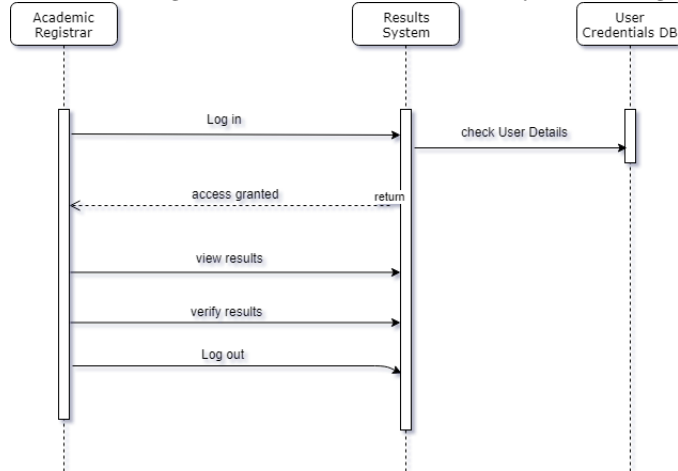 Academic
Registrar
Results
System
User
Credentials DB
Log in
check User Details
access granted
return
view results
verify results
Log out